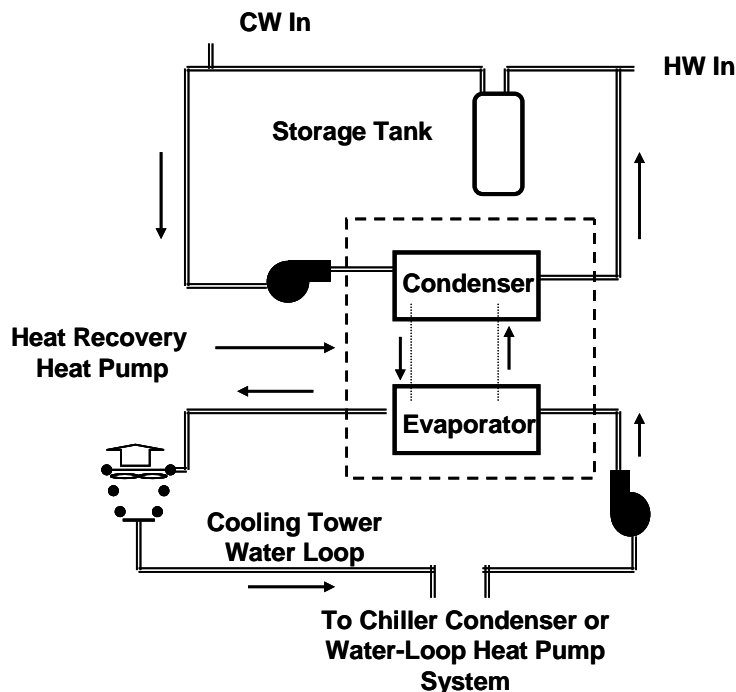 CW In
HW In
Storage Tank
Condenser
Heat Recovery
Heat Pump
Evaporator
Cooling Tower
Water Loop
To Chiller Condenser or
Water-Loop Heat Pump
System